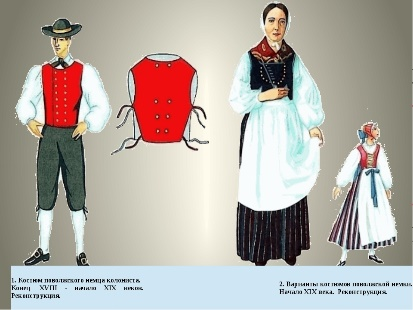 1. Костюм поволжского немца-колониста.
Конец XVIII - начало XIX веков.
Реконструкция.
2. Варианты костюмов поволжской немки.
Начало XIX века. Реконструкция.